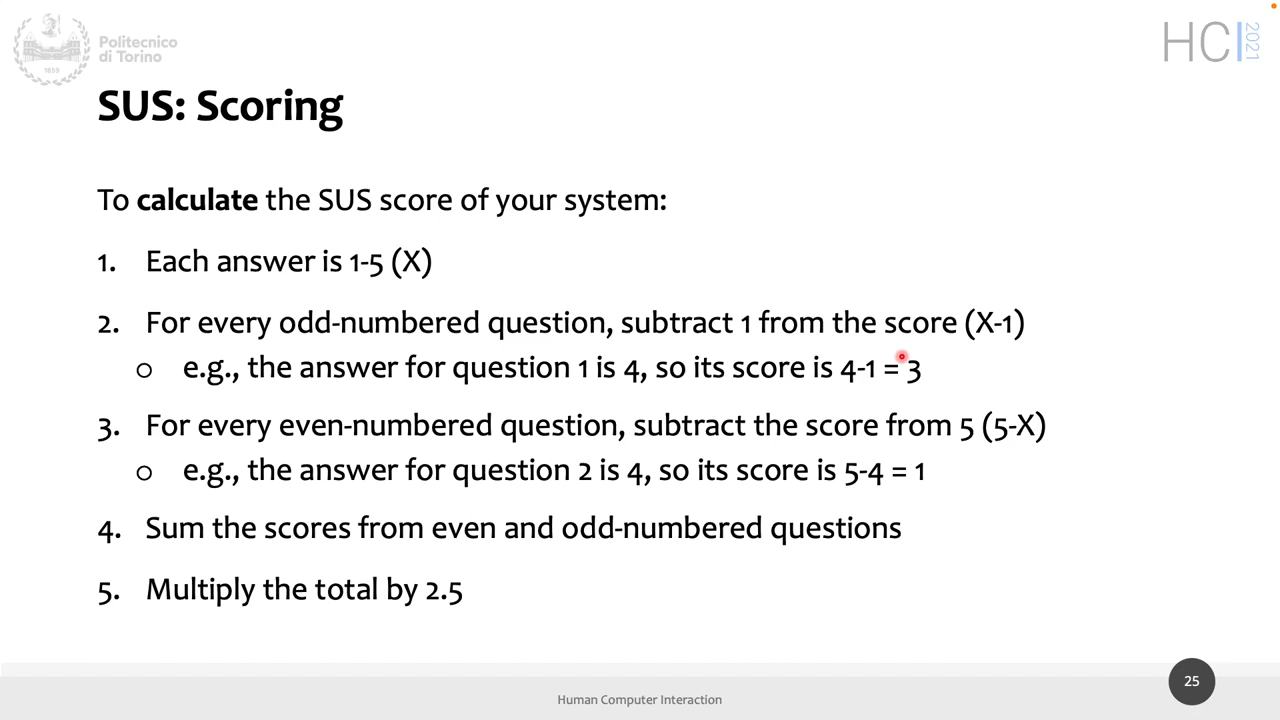 Politecnico
di Torino
1859
HCI 2021
SUS: Scoring
To calculate the SUS score of your system:
1. Each answer is 1-5 (X)
2. For every odd-numbered question, subtract 1 from the score (X-1)
o e.g., the answer for question 1 is 4, so its score is 4-1 = 3
3. For every even-numbered question, subtract the score from 5 (5-X)
o e.g., the answer for question 2 is 4, so its score is 5-4 = 1
4. Sum the scores from even and odd-numbered questions
5. Multiply the total by 2.5
Human Computer Interaction
25